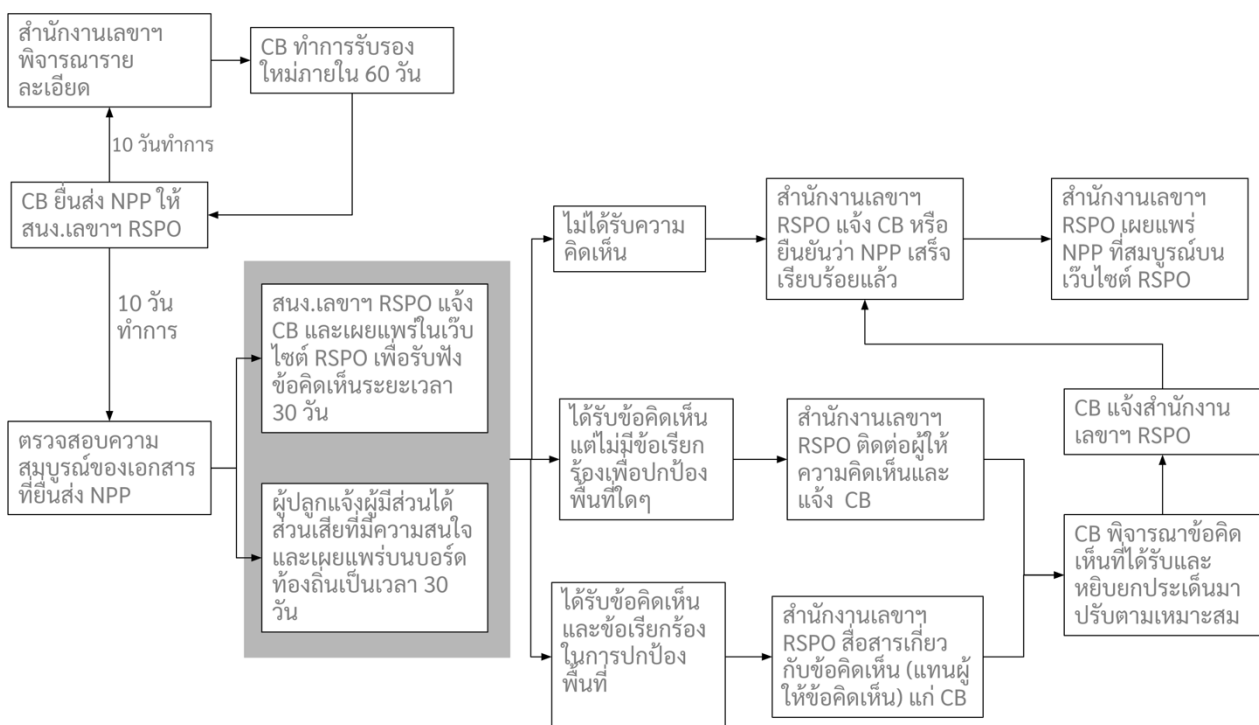 สำนักงานเลขาฯ
พิจารณาราย
ละเอียด
CB ทำการรับรอง
ใหม่ภายใน 60 วัน
10 วันทำการ
CB ยื่นส่ง NPP ให้
สนง.เลขาฯ RSPO
10 วัน
ทำการ
ตรวจสอบความ
สมบูรณ์ของเอกสาร
ที่ยื่นส่ง NPP
สนง.เลขาฯ RSPO แจ้ง
CB และเผยแพร่ในเว็บ
ไซต์ RSPO เพื่อรับฟัง
ข้อคิดเห็นระยะเวลา
30 วัน
ผู้ปลูกแจ้งผู้มีส่วนได้
ส่วนเสียที่มีความสนใจ
และเผยแพร่บนบอร์ด
ท้องถิ่นเป็นเวลา 30
วัน
ไม่ได้รับความ
คิดเห็น
สำนักงานเลขาฯ
RSPO แจ้ง CB หรือ
ยืนยันว่า NPP เสร็จ
เรียบร้อยแล้ว
สำนักงานเลขาฯ
RSPO เผยแพร่
NPP ที่สมบูรณ์บน
เว็บไซต์ RSPO
ได้รับข้อคิดเห็น
แต่ไม่มีข้อเรียก
ร้องเพื่อปกป้อง
พื้นที่ใดๆ
สำนักงานเลขาฯ
RSPO ติดต่อผู้ให้
ความคิดเห็นและ
แจ้ง CB
ได้รับข้อคิดเห็น
และข้อเรียกร้อง
ในการปกป้อง
พื้นที่
สำนักงานเลขาฯ
RSPO สื่อสารเกี่ยว
กับข้อคิดเห็น (แทนผู้
ให้ข้อคิดเห็น) แก่ CB
CB พิจารณาข้อคิด
เห็นที่ได้รับและ
หยิบยกประเด็นมา
ปรับตามเหมาะสม
CB แจ้งสำนักงาน
เลขาฯ RSPO